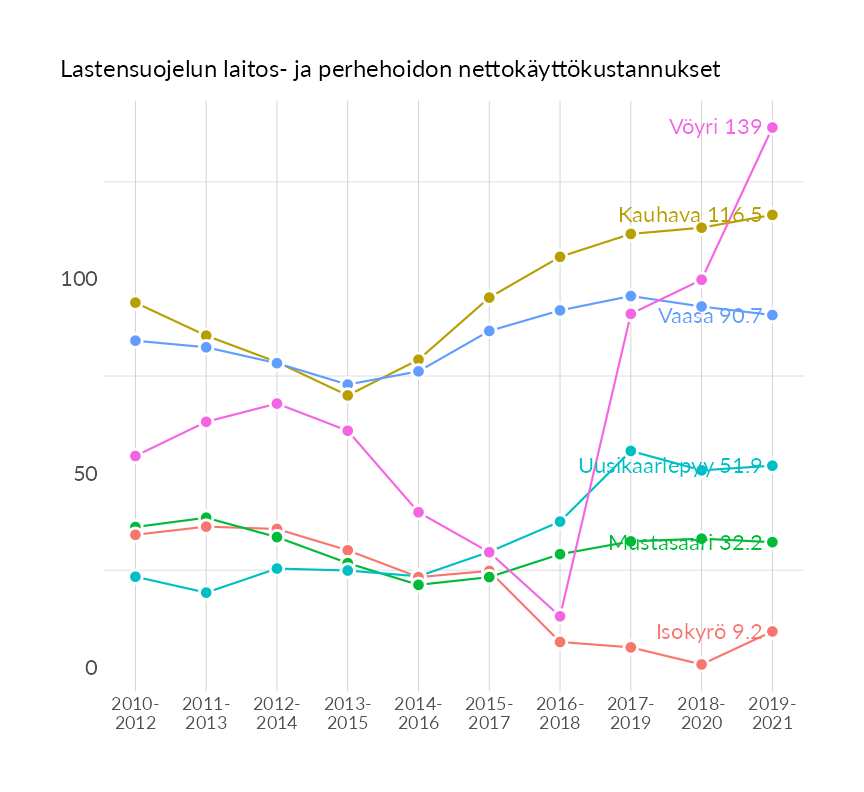 Lastensuojelun laitos- ja perhehoidon nettokäyttökustannukset
Vöyri 139
Kauhava 116.5
100
Vaasa 90.7
50
Uusikaarlepyy 51.9
Mustasaari 32.2
Isokyrö 9.2
0
2010- 2011- 2012- 2013- 2014- 2015- 2016- 2017- 2018- 2019-
2012 2013 2014 2015 2016 2017 2018 2019 2020 2021